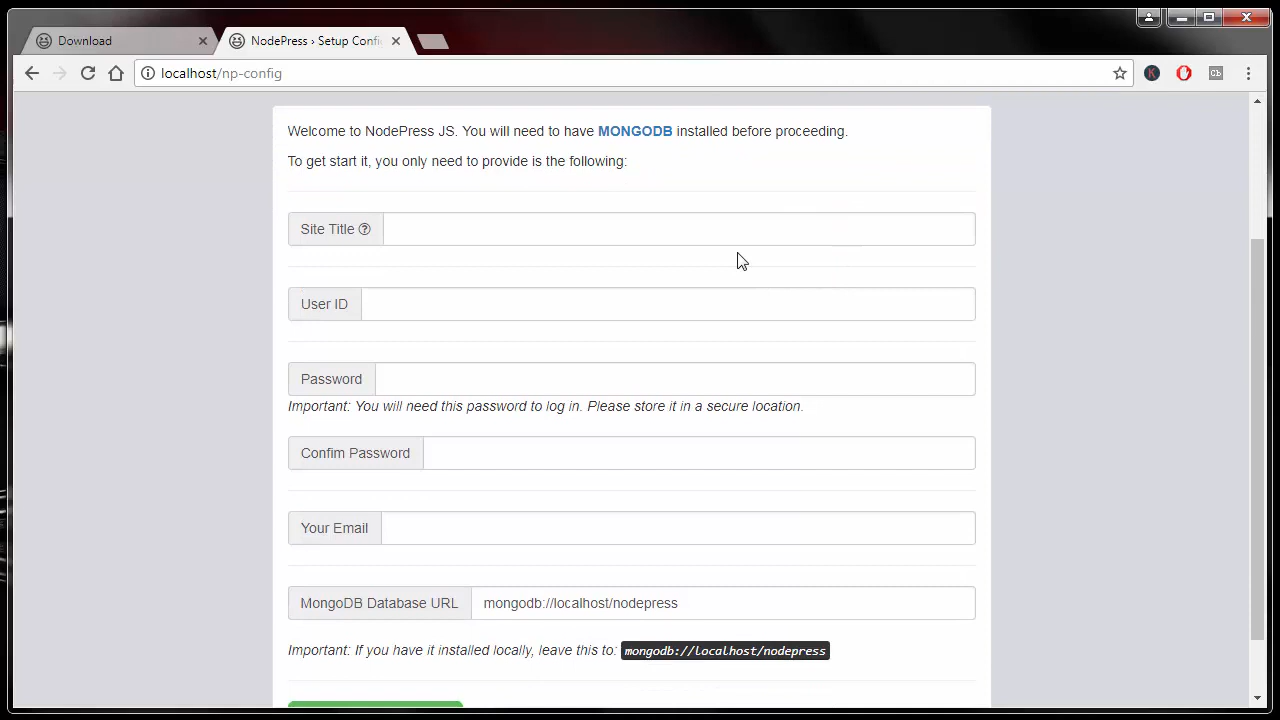 Download
NodePress › Setup Confi
localhost/np-config
Welcome to NodePress JS. You will need to have MONGODB installed before proceeding.
To get start it, you only need to provide is the following:
Site Title
User ID
Password
Important: You will need this password to log in. Please store it in a secure location.
Confim Password
Your Email
MongoDB Database URL mongodb://localhost/nodepress
Important: If you have it installed locally, leave this to: mongodb://localhost/nodepress